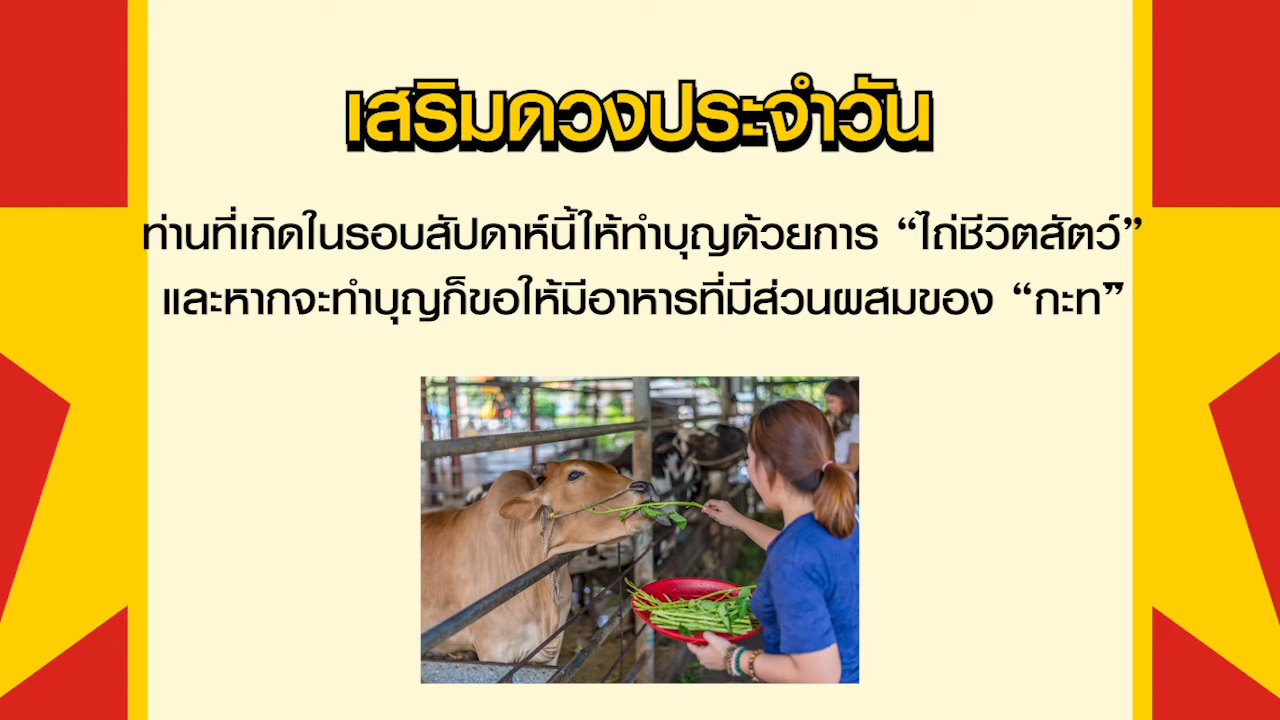 เสริมดวงประจำวัน
ท่านที่เกิดในรอบสัปดาห์นี้ให้ทำบุญด้วยการ “ไถ่ชีวิตสัตว์”
และหากจะทำบุญก็ขอให้มีอาหารที่มีส่วนผสมของ “กะท”